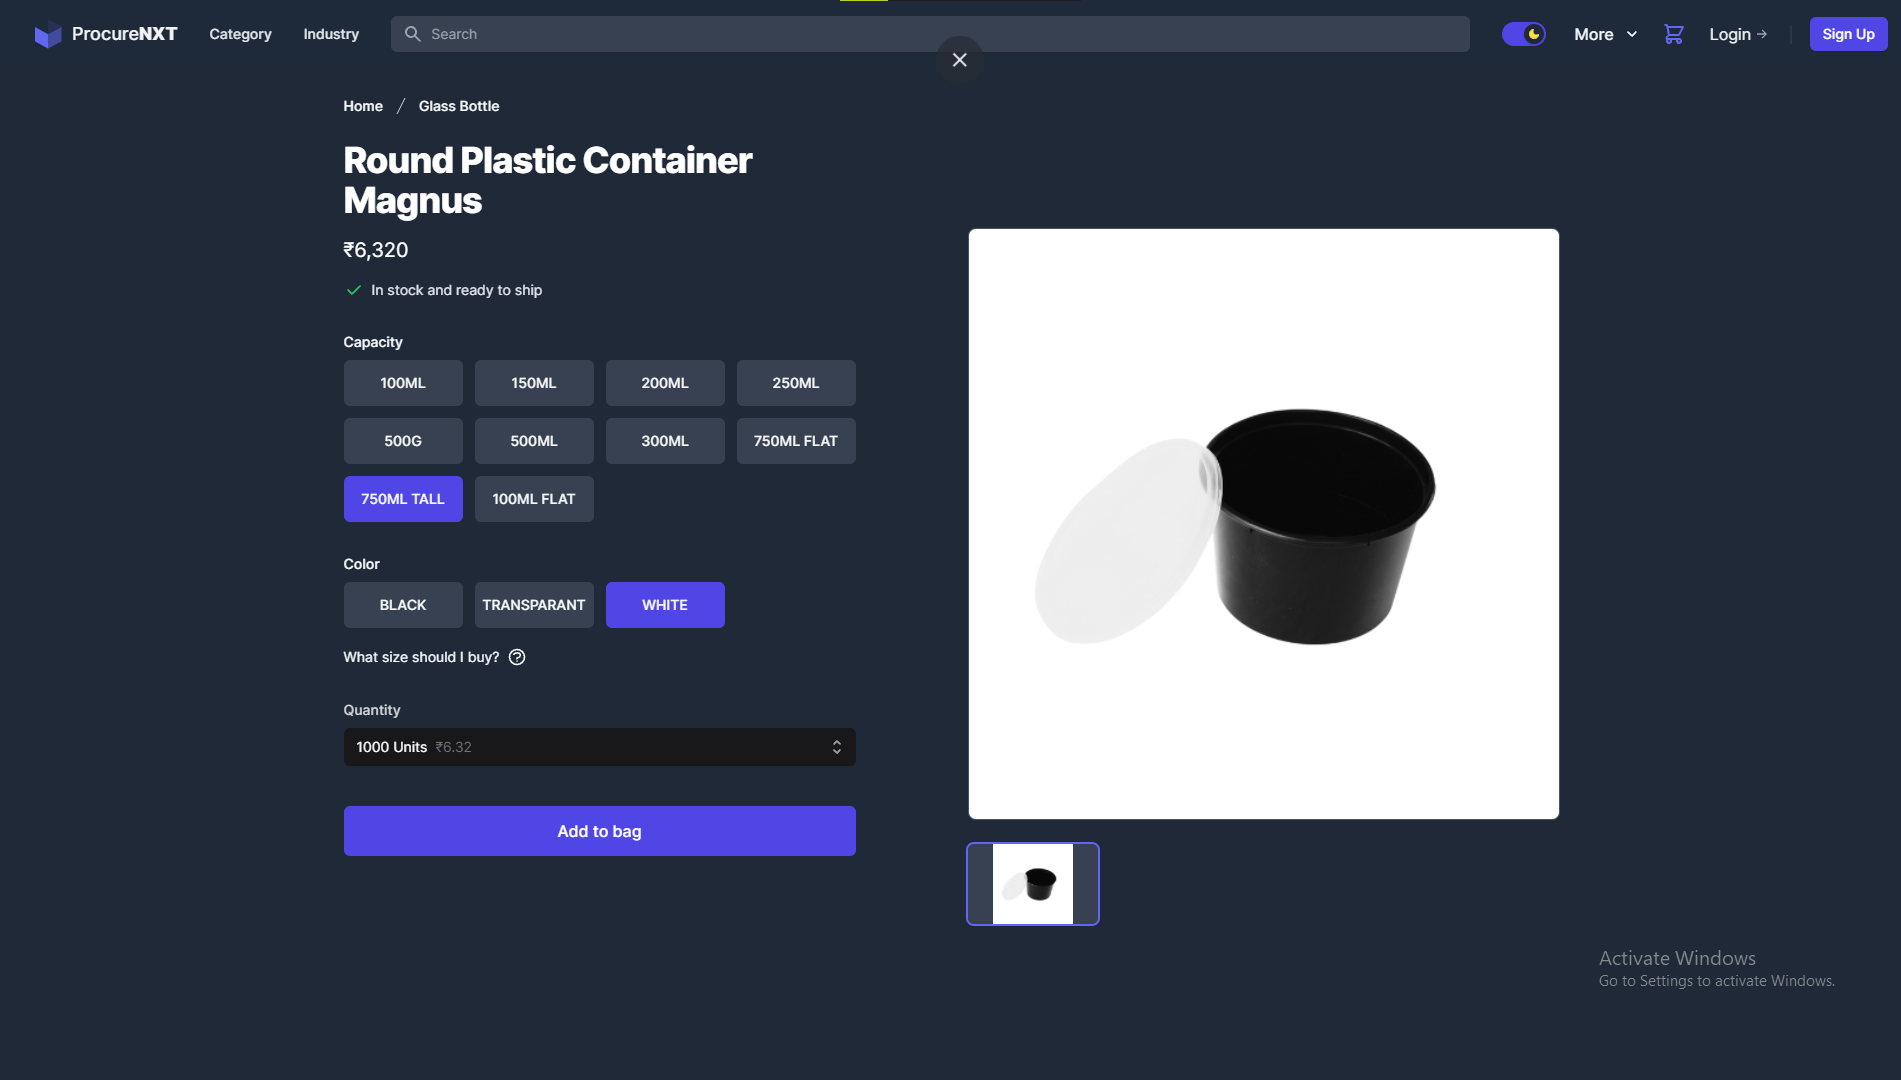 ProcureNXT
Category
Industry
Search
More
Login
Sign Up
Home / Glass Bottle
Round Plastic Container
Magnus
₹6,320
In stock and ready to ship
Capacity
100ML
150ML
200ML
250ML
500G
500ML
300ML
750ML FLAT
750ML TALL
100ML FLAT
Color
BLACK
TRANSPARANT
WHITE
What size should I buy?
Quantity
1000 Units ₹6.32
Add to bag
Activate Windows
Go to Settings to activate Windows.